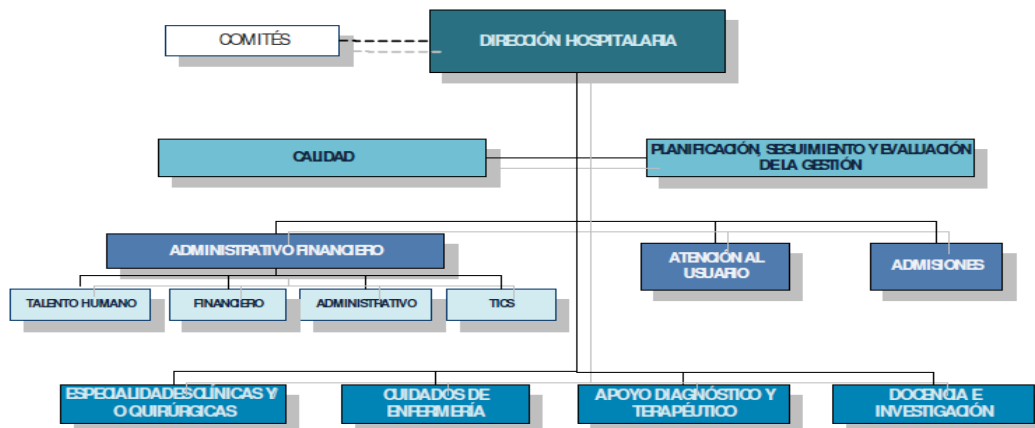 COMITÉS
DIRECCIÓN HOSPITALARIA
CALIDAD
PLANIFICACIÓN, SEGUIMIENTO Y EVALUACIÓN
DE LA GESTIÓN
ADMINISTRATIVO FINANCIERO
ATENCIÓN AL
USUARIO
ADMISIONES
TALENTO HUMANO
FINANCIERO
ADMINISTRATIVO
TICS
ESPECIALIDADES CLÍNICAS Y/
O QUIRÚRGICAS
CUIDADOS DE
ENFERMERÍA
APOYO DIAGNÓSTICO Y
TERAPÉUTICO
DOCENCIA E
INVESTIGACIÓN